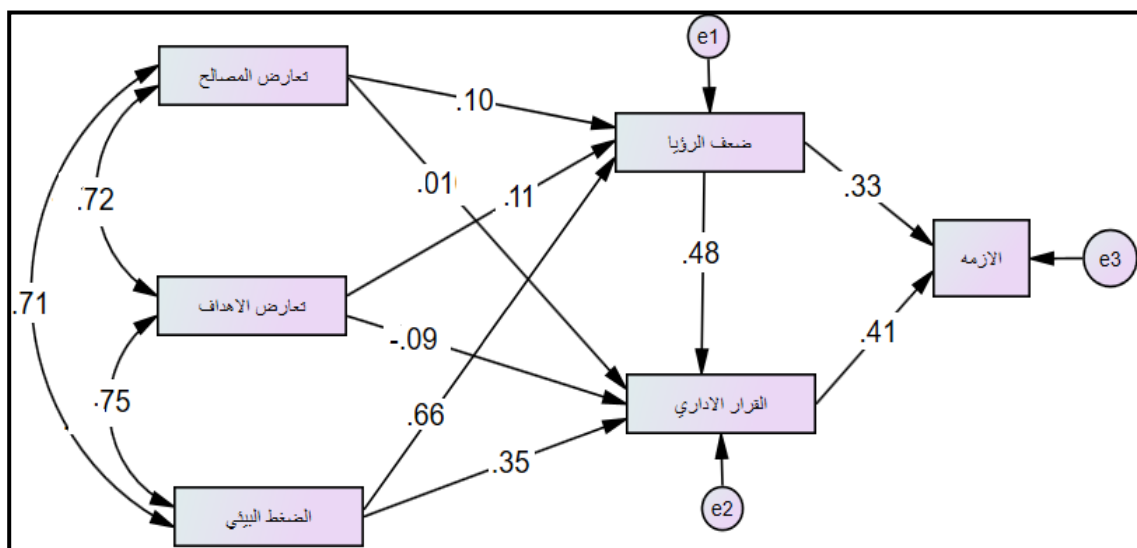 e1
تعارض المصالح
.10
ضعف الرؤيا
.01
.72
.11
.33
.48
الازمه
e3
.71
تعارض الاهداف
-.09
.41
.75
.66
القرار الاداري
.35
الضغط البيئي
e2